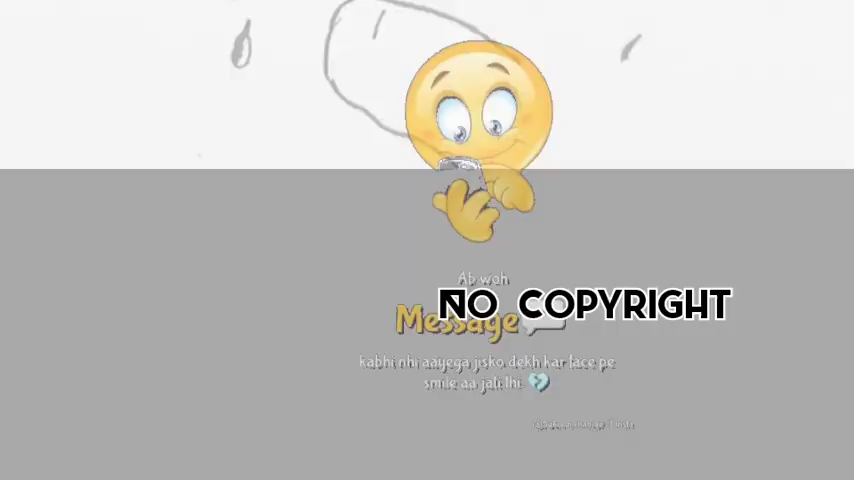 Ab woh
NO COPYRIGHT
Message
kabhi nhi aayega jisko dekh kar face pe
smile aa jati thi